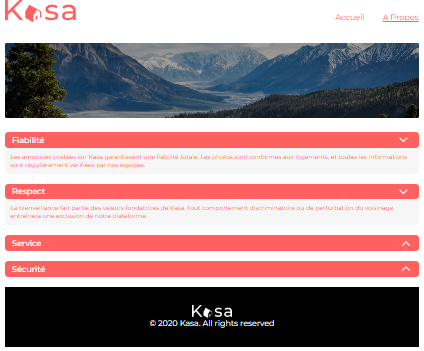 Kasa
Accueil A Propos
Fiabilité
Les annonces postées sur Kasa garantissent une fiabilité totale. Les photos sont conformes aux logements, et toutes les informations
sont régulièrement vérifiées par nos équipes.
Respect
La bienveillance fait partie des valeurs fondatrices de Kasa. Tout comportement discriminatoire ou de perturbation du voisinage
entraînera une exclusion de notre plateforme.
Service
Sécurité
Kasa
© 2020 Kasa. All rights reserved